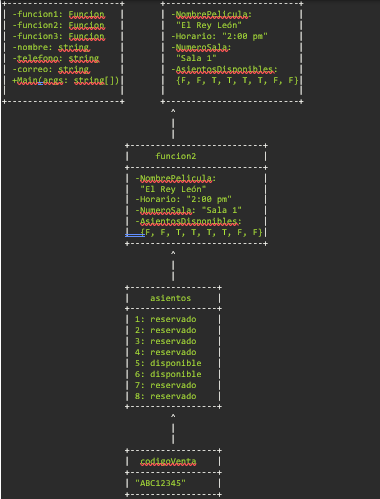 -funcion1: Funcion
-funcion2: Funcion
-funcion3: Funcion
-nombre: string
-telefono: string
-correo: string
+Main(args: string[])
-NombrePelicula:
"El Rey León"
-Horario: "2:00 pm"
-NumeroSala:
"Sala 1"
-AsientosDisponibles:
{F, F, T, T, T, T, F, F}
funcion2
-NombrePelicula:
"El Rey León"
-Horario: "2:00 pm"
-NumeroSala: "Sala 1"
-AsientosDisponibles:
{F, F, T, T, T, T, F, F}
asientos
1: reservado
2: reservado
3: reservado
4: reservado
5: disponible
6: disponible
7: reservado
8: reservado
codigoVenta
"ABC12345"